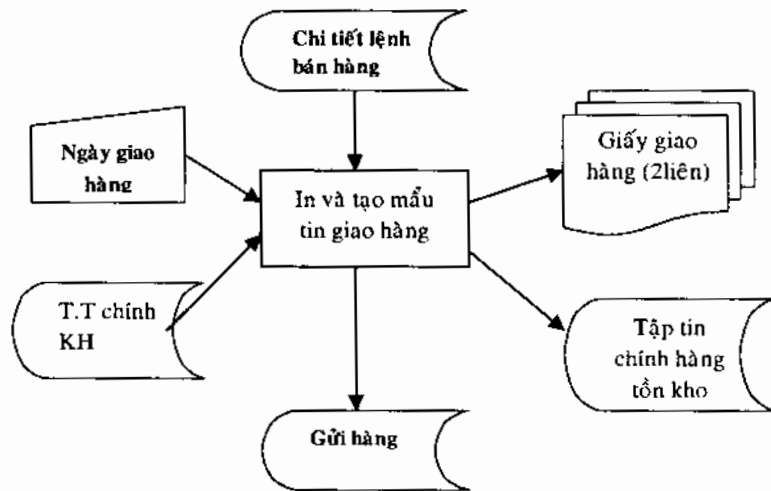 Chi tiết lệnh
bán hàng
Ngày giao
hàng
In và tạo mẩu
tin giao hàng
Giấy giao
hàng (2liên)
T.T chính
KH
Tập tin
chính hàng
tồn kho
Gửi hàng